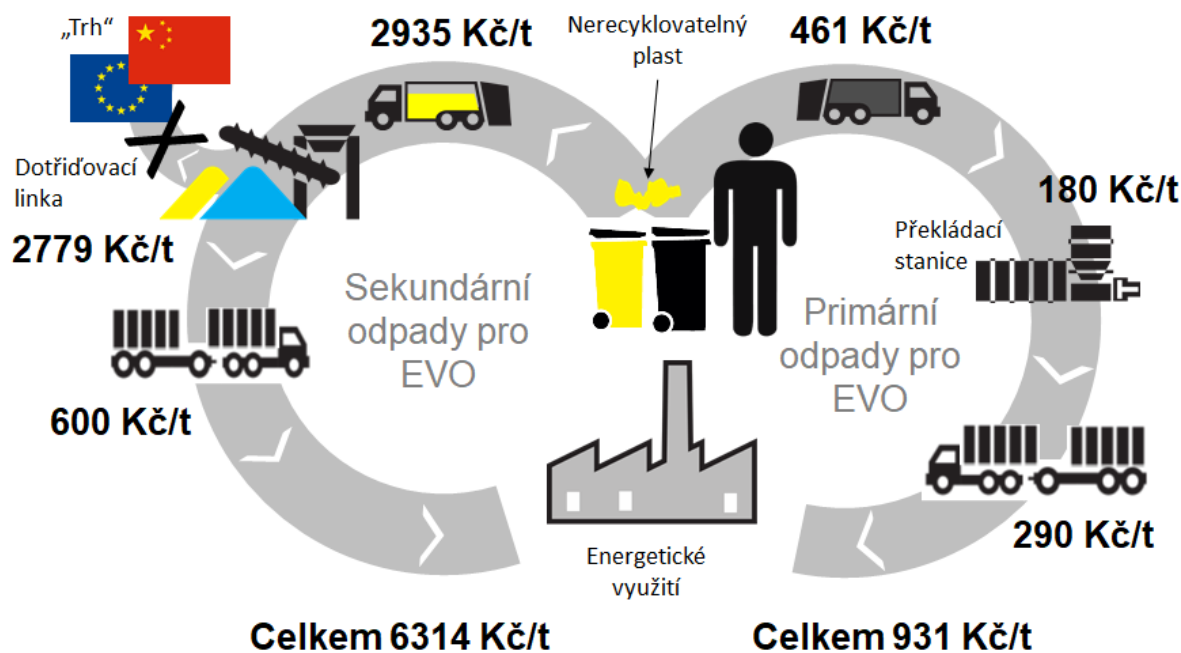 „Trh“
2935 Kč/t
Nerecyklovatelný
plast
461 Kč/t
Dotřiďovací
linka
2779 Kč/t
180 Kč/t
Překládací
stanice
Sekundární
odpady pro
EVO
Primární
odpady pro
EVO
600 Kč/t
290 Kč/t
Energetické
využití
Celkem 6314 Kč/t
Celkem 931 Kč/t